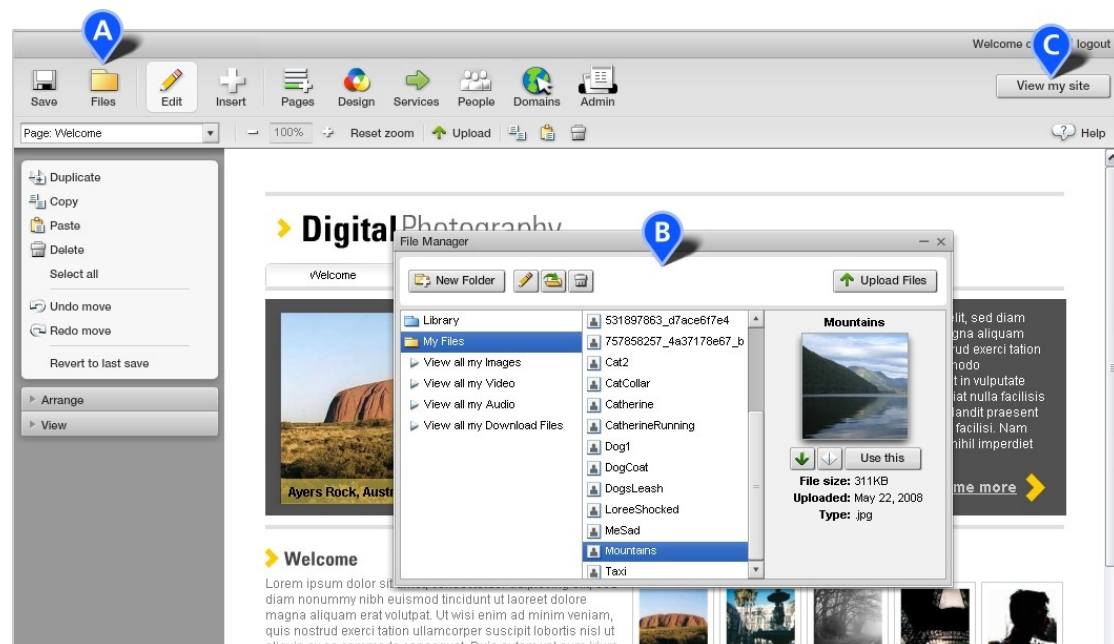 A
C
Welcome
logout
Save
Files
Edit
Insert
Pages
Design
Services
People
Domains
Admin
View my site
Page: Welcome
100%
Reset zoom
Upload
Help
Duplicate
Copy
Paste
Delete
Select all
Undo move
Redo move
Revert to last save
Arrange
View
Digital Photography
B
File Manager
Welcome
New Folder
Upload Files
Library
My Files
View all my Images
View all my Video
View all my Audio
View all my Download Files
531897863_d7ace6f7e4
757858257_4a37178e67_b
Cat2
CatCollar
Catherine
CatherineRunning
Dog1
DogCoat
DogsLeash
LoreeShocked
MeSad
Mountains
Taxi
Mountains
Use this
File size: 311KB
Uploaded: May 22, 2008
Type: .jpg
elit, sed diam
gna aliquam
rud exerci tation
modo
t in vulputate
iat nulla facilisis
landit praesent
facilisi. Nam
nihil imperdiet
me more
Ayers Rock, Austr
Welcome
Lorem ipsum dolor sit
diam nonummy nibh euismod tincidunt ut laoreet dolore
magna aliquam erat volutpat. Ut wisi enim ad minim veniam,
quis nostrud exerci tation ullamcorper suscipit lobortis nisl ut